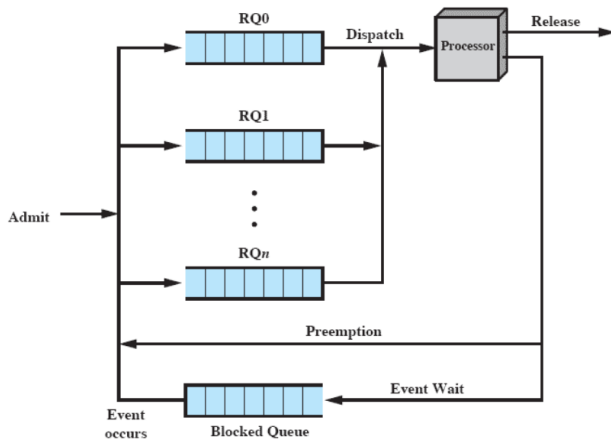 RQ0
Dispatch
Processor
Release
RQ1
Admit
RQn
Preemption
Event Wait
Event
occurs
Blocked Queue